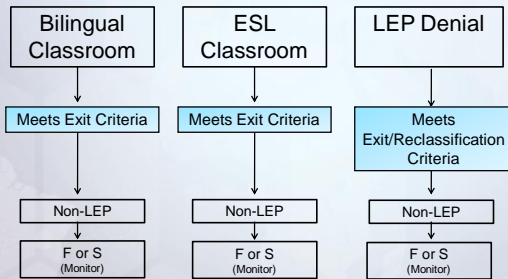 Bilingual
Classroom
Meets Exit Criteria
Non-LEP
F or S
(Monitor)
ESL
Classroom
Meets Exit Criteria
Non-LEP
F or S
(Monitor)
LEP Denial
Meets
Exit/Reclassification
Criteria
Non-LEP
F or S
(Monitor)